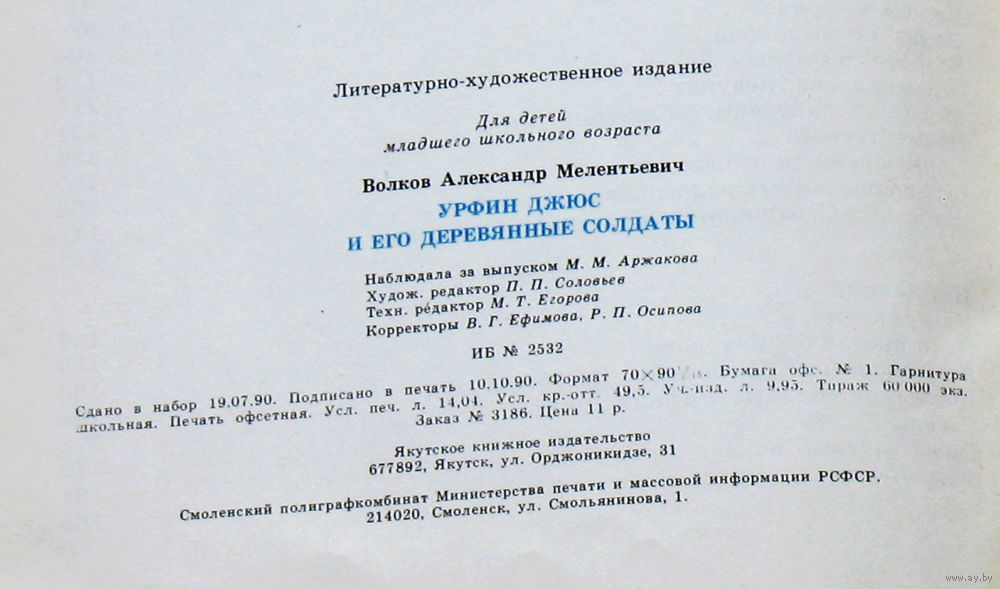 Литературно-художественное издание
Для детей
младшего школьного возраста
Волков Александр Мелентьевич
УРФИН ДЖЮС
И ЕГО ДЕРЕВЯННЫЕ СОЛДАТЫ
Наблюдала за выпуском М. М. Аржакова
Худож. редактор П. П. Соловьев
Техн. редактор М. Т. Егорова
Корректоры В. Г. Ефимова, Р. П. Осипова
ИБ № 2532
Сдано в набор 19.07.90. Подписано в печать 10.10.90. Формат 70×90 Бумага офс. № 1. Гарнитура
школьная. Печать офсетная. Усл. печ. л. 14,04. Усл. кр.-отт. 49,5. Уч.-изд. л. 9,95. Тираж 60 000 экз.
Заказ № 3186. Цена 11 р.
Якутское книжное издательство
677892, Якутск, ул. Орджоникидзе, 31
Смоленский полиграфкомбинат Министерства печати и массовой информации РСФСР.
214020, Смоленск, ул. Смольянинова, 1.
www.ay.by